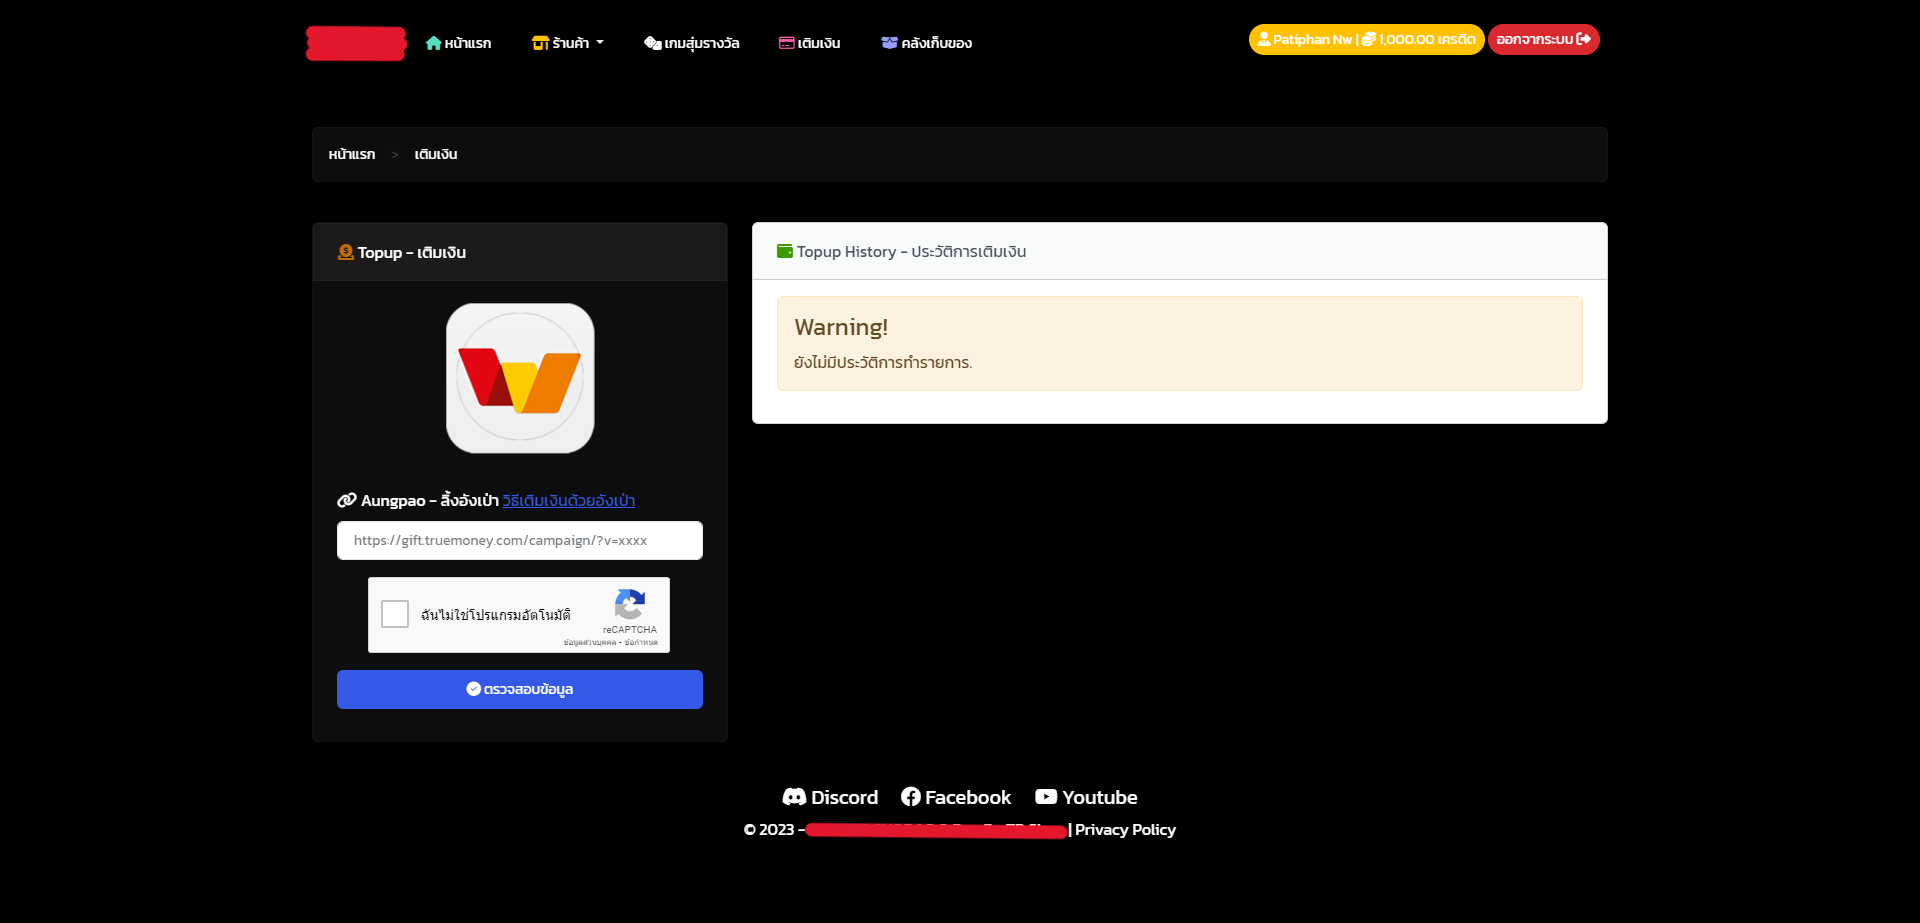 หน้าแรก ร้านค้า เกมสุ่มรางวัล เติมเงิน คลังเก็บของ Patiphan Nw | 1,000.00 เครดิต ออกจากระบบ
หน้าแรก > เติมเงิน
Topup - เติมเงิน
Aungpao - ลิ้งอังเปา วิธีเติมเงินด้วยอังเปา
https://gift.truemoney.com/campaign/?v=xxxx
ฉันไม่ใช่โปรแกรมอัตโนมัติ
reCAPTCHA
ข้อมูลส่วนบุคคล - ข้อกำหนด
ตรวจสอบข้อมูล
Topup History - ประวัติการเติมเงิน
Warning!
ยังไม่มีประวัติการทำรายการ.
Discord Facebook Youtube
© 2023 - | Privacy Policy